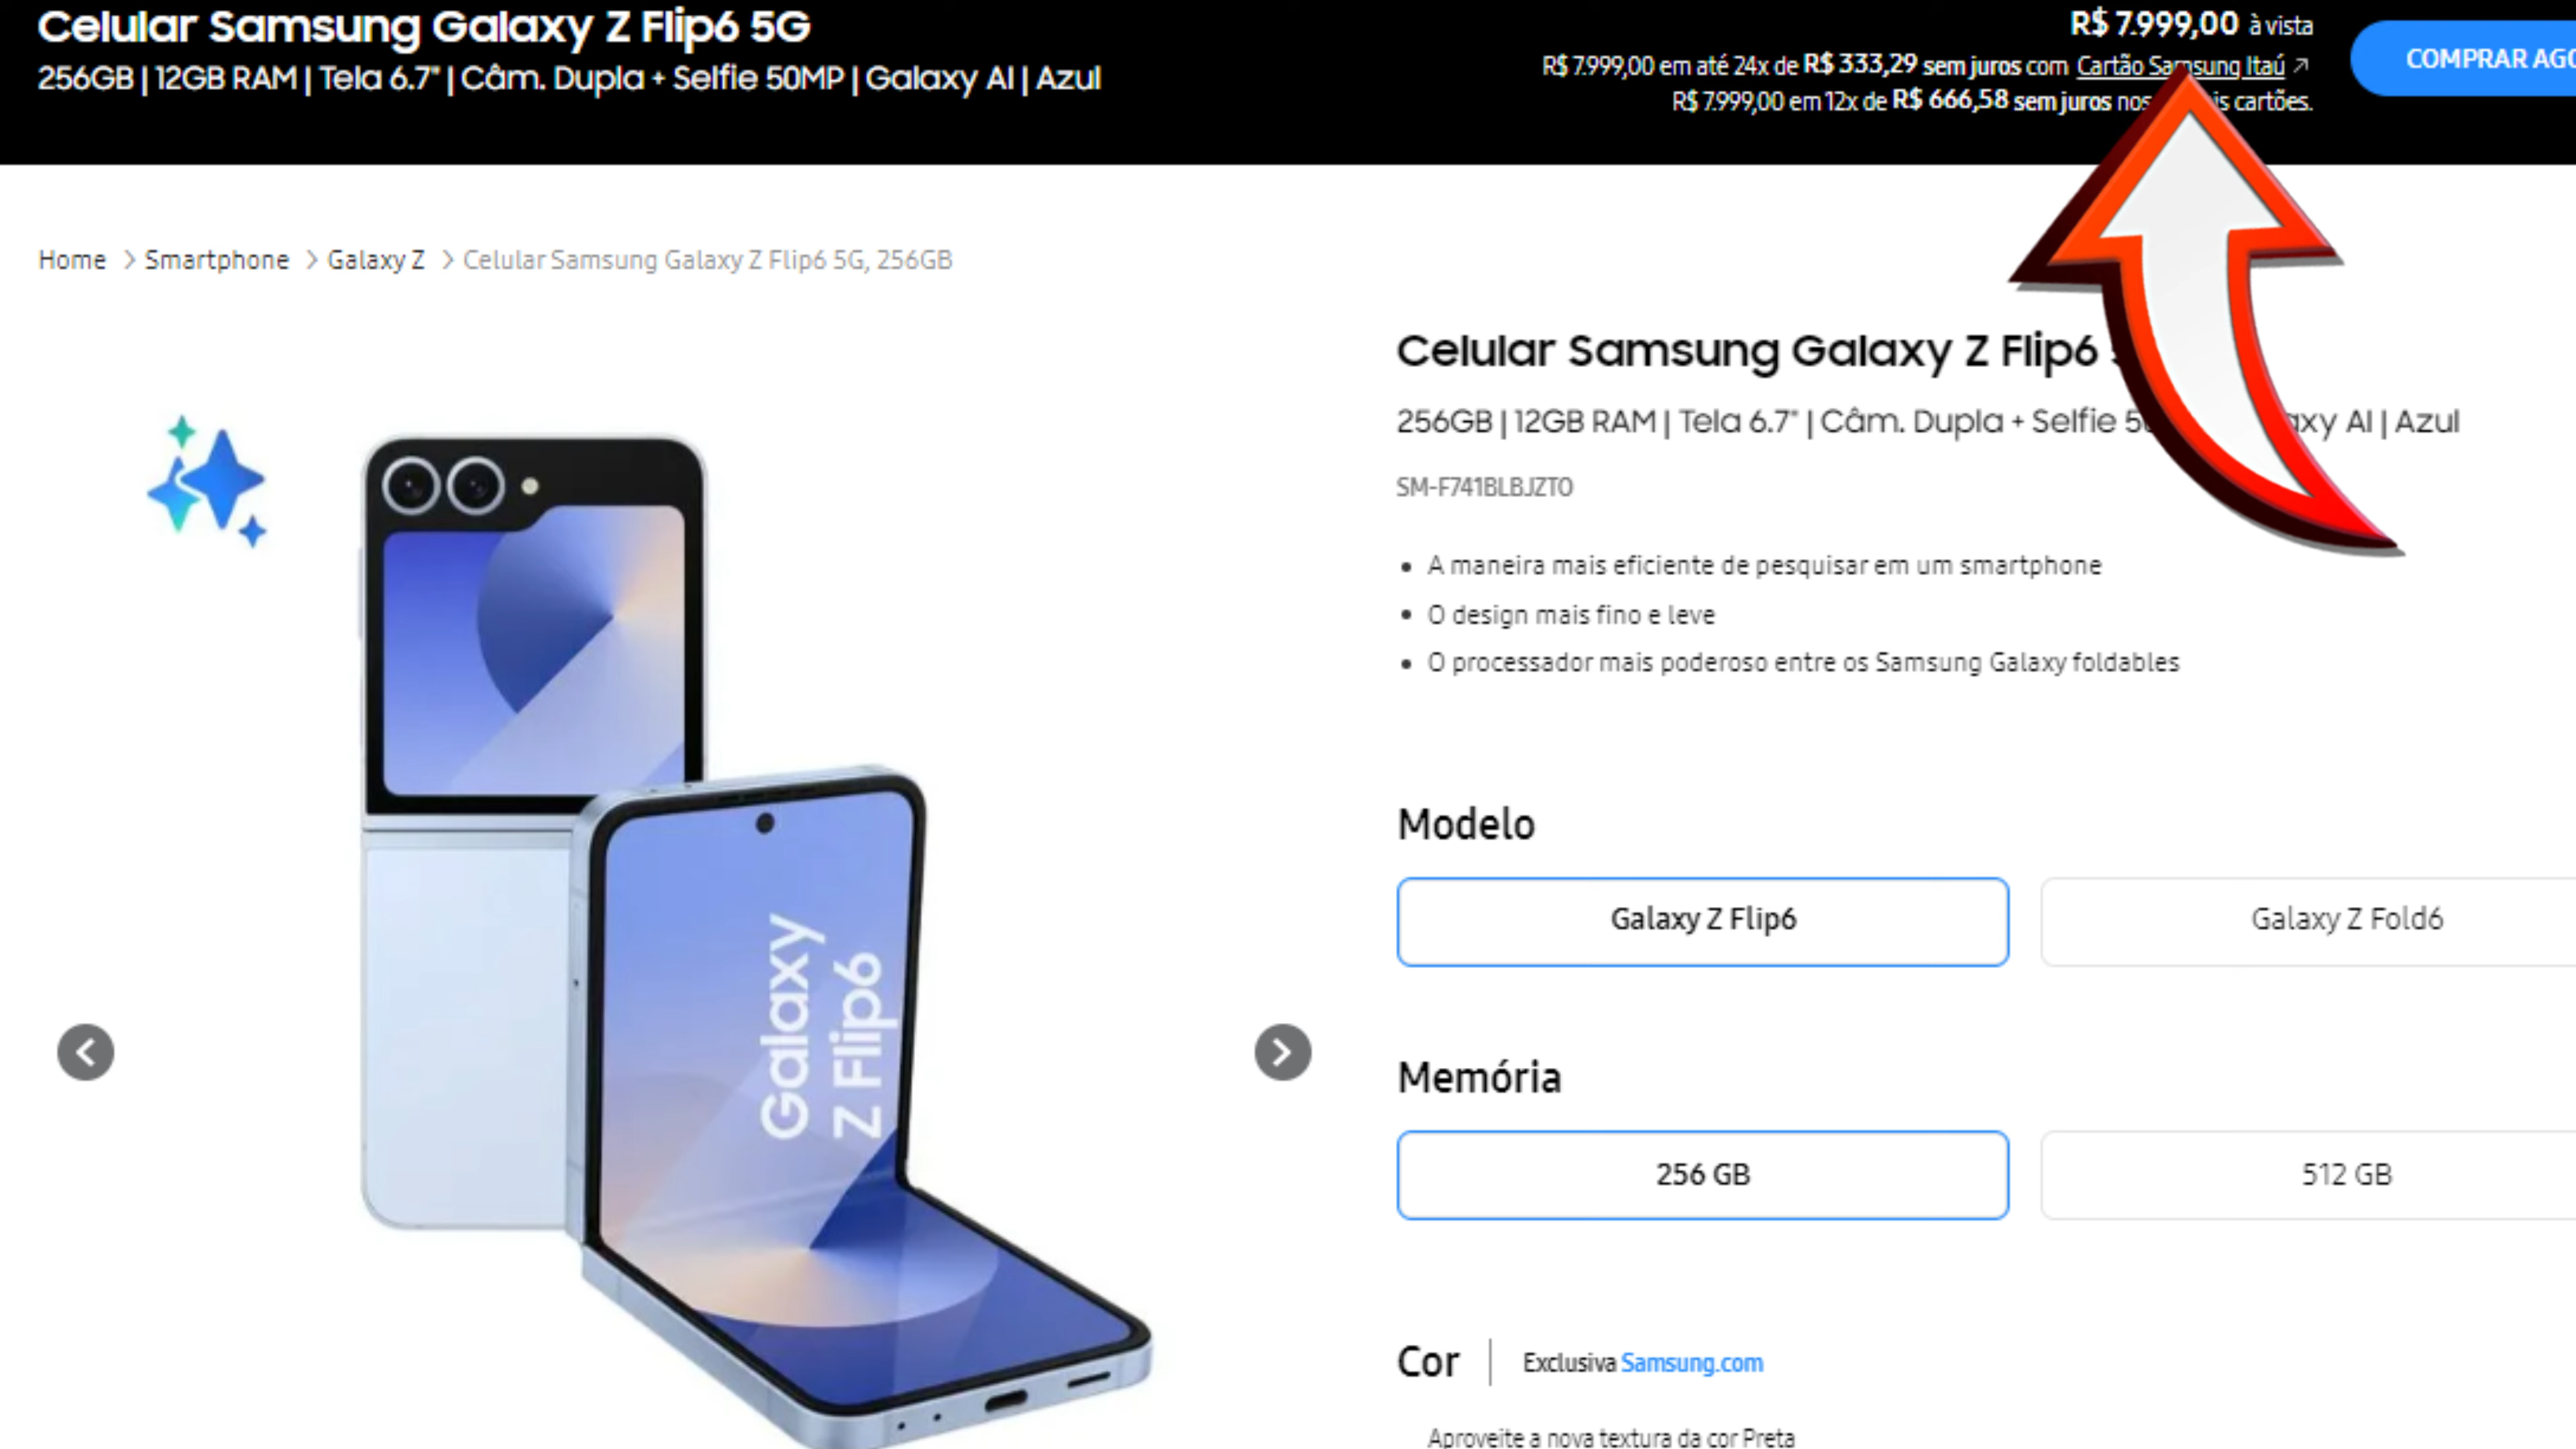 Celular Samsung Galaxy Z Flip6 5G
256GB | 12GB RAM | Tela 6.7" | Câm. Dupla + Selfie 50MP | Galaxy AI | Azul
R$ 7.999,00 à vista
R$ 7.999,00 em até 24x de R$ 333,29 sem juros com Cartão Samsung Itaú
R$ 7.999,00 em 12x de R$ 666,58 sem juros cartões.
COMPRAR
Home > Smartphone > Galaxy Z > Celular Samsung Galaxy Z Flip6 5G, 256GB
Celular Samsung Galaxy Z Flip6
256GB | 12GB RAM | Tela 6.7" | Câm. Dupla + Selfie AI | Azul
SM-F741BLBJZTO
• A maneira mais eficiente de pesquisar em um smartphone
• O design mais fino e leve
• O processador mais poderoso entre os Samsung Galaxy foldables
Galaxy
Z Flip6
Modelo
Galaxy Z Flip6
Galaxy Z Fold6
Memória
256 GB
512 GB
Cor | Exclusiva Samsung.com
Aproveite a nova textura da cor Preta